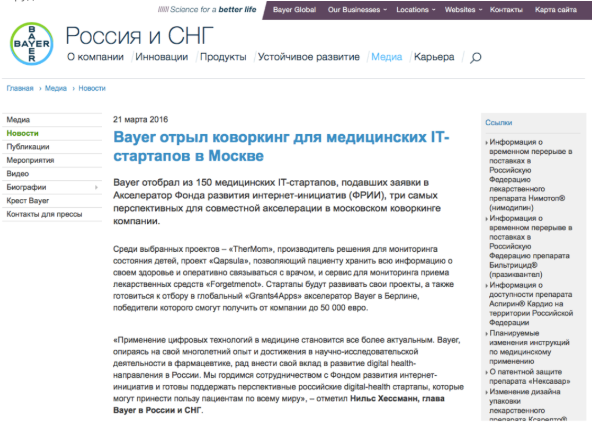 Science for a better life
Bayer Global Our Businesses Locations Websites Контакты Карта сайта
BAYER
Россия и СНГ
О компании / Инновации / Продукты / Устойчивое развитие / Медиа / Карьера /
Главная › Медиа › Новости
Медиа
Новости
Публикации
Мероприятия
Видео
Биографии
Крест Bayer
Контакты для прессы
21 марта 2016
Bayer отрыл коворкинг для медицинских IT-
стартапов в Москве
Bayer отобрал из 150 медицинских IT-стартапов, подавших заявки в
Акселератор Фонда развития интернет-инициатив (ФРИИ), три самых
перспективных для совместной акселерации в московском коворкинге
компании.
Среди выбранных проектов – «TherMom», производитель решения для мониторинга
состояния детей, проект «Qapsula», позволяющий пациенту хранить всю информацию о
своем здоровье и оперативно связываться с врачом, и сервис для мониторинга приема
лекарственных средств «Forgetmenot». Стартапы будут развивать свои проекты, а также
готовиться к отбору в глобальный «Grants4Apps» акселератор Bayer в Берлине,
победители которого смогут получить от компании до 50 000 евро.
«Применение цифровых технологий в медицине становится все более актуальным. Bayer,
опираясь на свой многолетний опыт и достижения в научно-исследовательской
деятельности в фармацевтике, рад внести свой вклад в развитие digital health-
направления в России. Мы гордимся сотрудничеством с Фондом развития интернет-
инициатив и готовы поддержать перспективные российские digital-health стартапы, которые
могут принести пользу пациентам по всему миру», – отметил Нильс Хессманн, глава
Bayer в России и СНГ.
Ссылки
Информация о
временном перерыве в
поставках в
Российскую
Федерацию
лекарственного
препарата Нимотоп®
(нимодипин)
Информация о
временном перерыве в
поставках в
Российскую
Федерацию препарата
Бильтрицид®
(празиквантел)
Информация о
доступности препарата
Аспирин® Кардио на
территории Российской
Федерации
Планируемые
изменения инструкций
по медицинскому
применению
О патентной защите
препарата «Нексавар»
Изменение дизайна
упаковки
лекарственного
препарата Ксарелто®